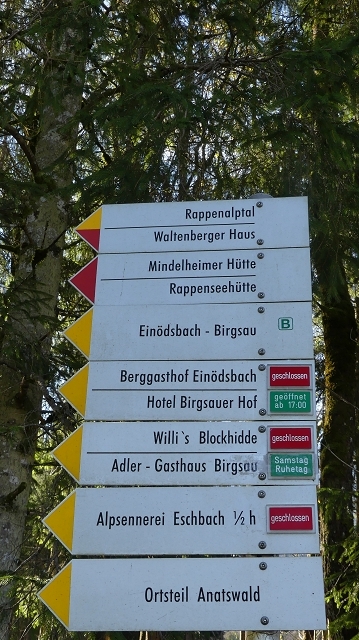 Rappenalptal
Waltenberger Haus
Mindelheimer Hütte
Rappenseehütte
Einödsbach - Birgsau B
Berggasthof Einödsbach geschlossen
Hotel Birgsauer Hof geöffnet
ab 17:00
Willi`s Blockhidde geschlossen
Adler - Gasthaus Birgsau Samstag
Ruhetag
Alpsennerei Eschbach ½ h geschlossen
Ortsteil Anatswald